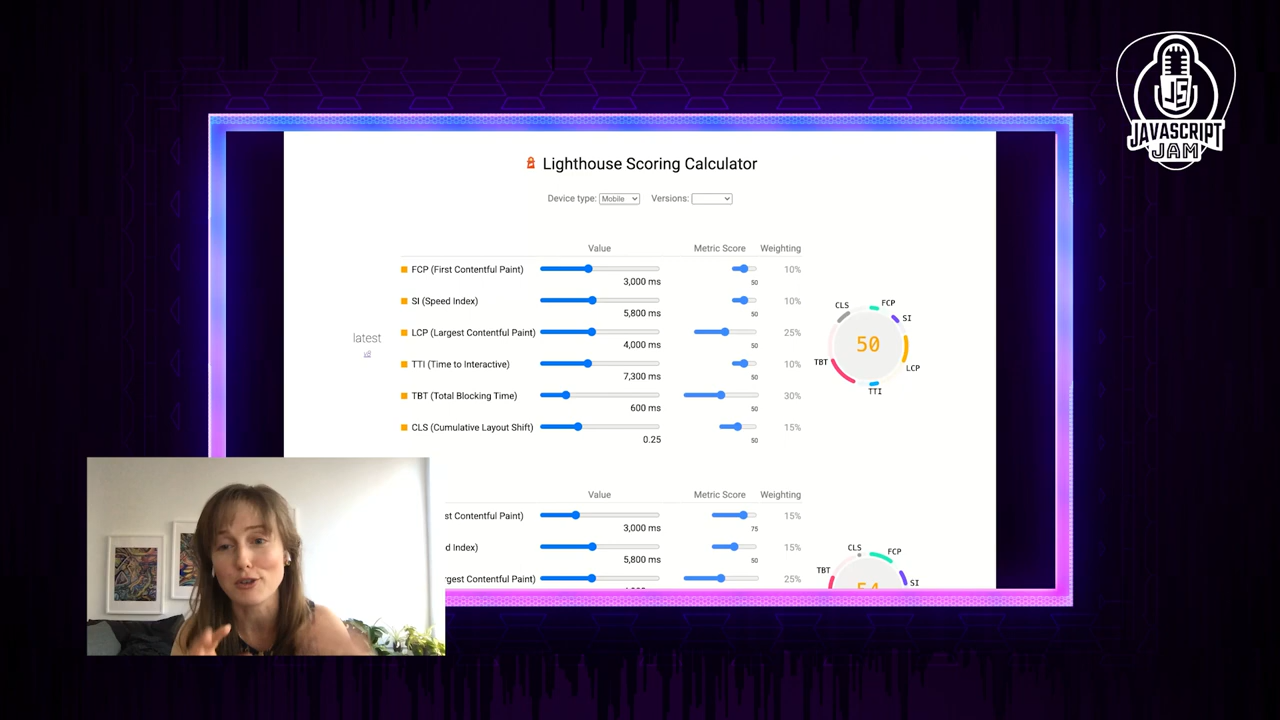 JS
JAVASCRIPT
JAM
Lighthouse Scoring Calculator
Device type: Mobile Versions:
Value Metric Score Weighting
FCP (First Contentful Paint) 10%
3,000 ms 50
SI (Speed Index) 10%
5,800 ms 50
LCP (Largest Contentful Paint) 25%
4,000 ms 50
latest
TTI (Time to Interactive) 10%
7,300 ms 50
TBT (Total Blocking Time) 30%
600 ms 50
CLS (Cumulative Layout Shift) 15%
0.25 50
CLS FCP
SI
50
TBT LCP
TTI
Value Metric Score Weighting
st Contentful Paint) 15%
3,000 ms 75
d Index) 15%
5,800 ms 50
rgest Contentful Paint) 25%
CLS FCP
TBT SI
54